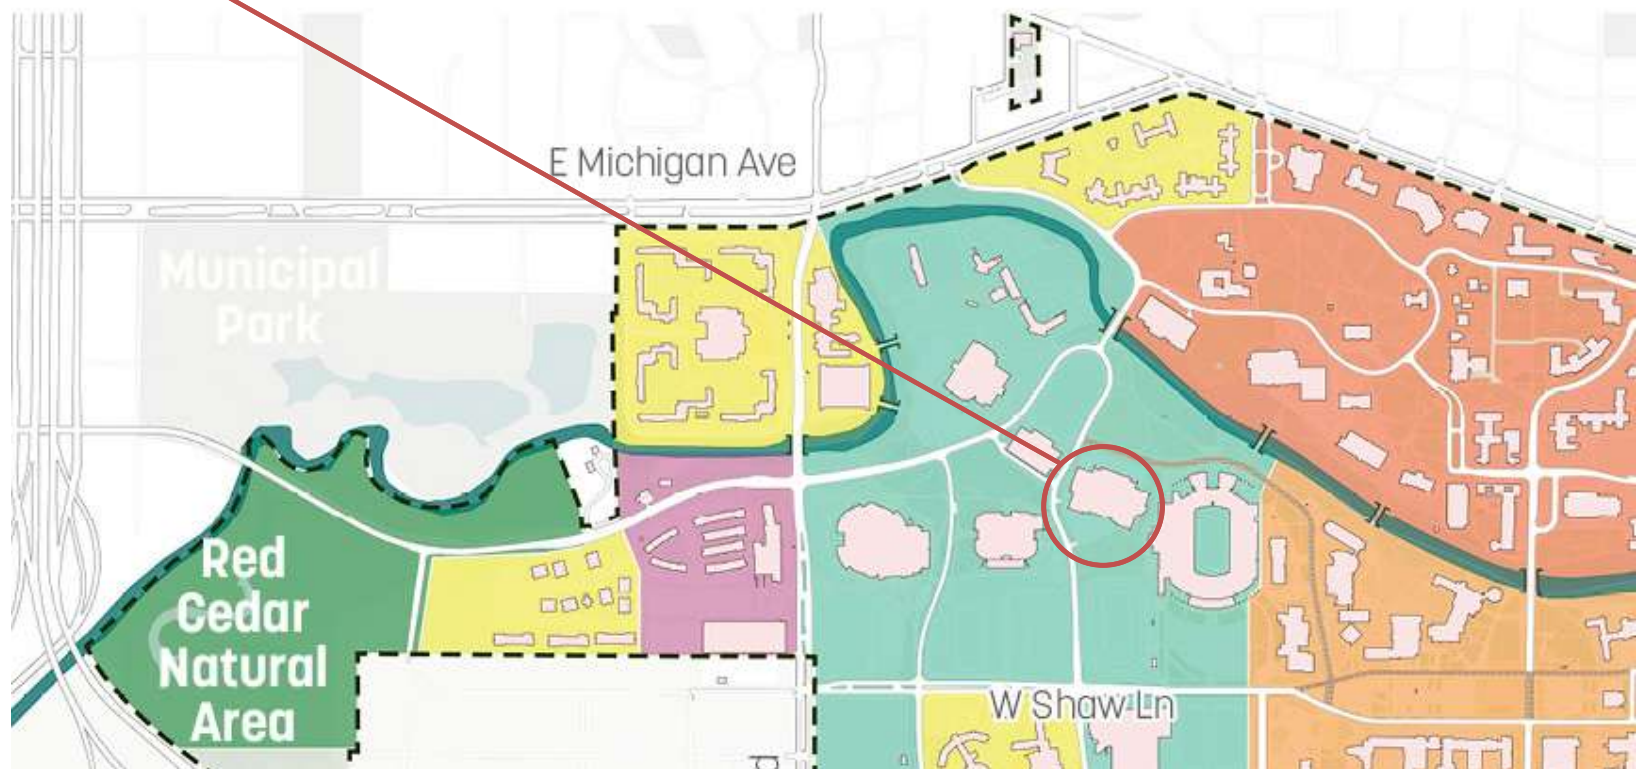 E Michigan Ave
Municipal
Park
Red
Cedar
Natural
Area
W Shaw Ln